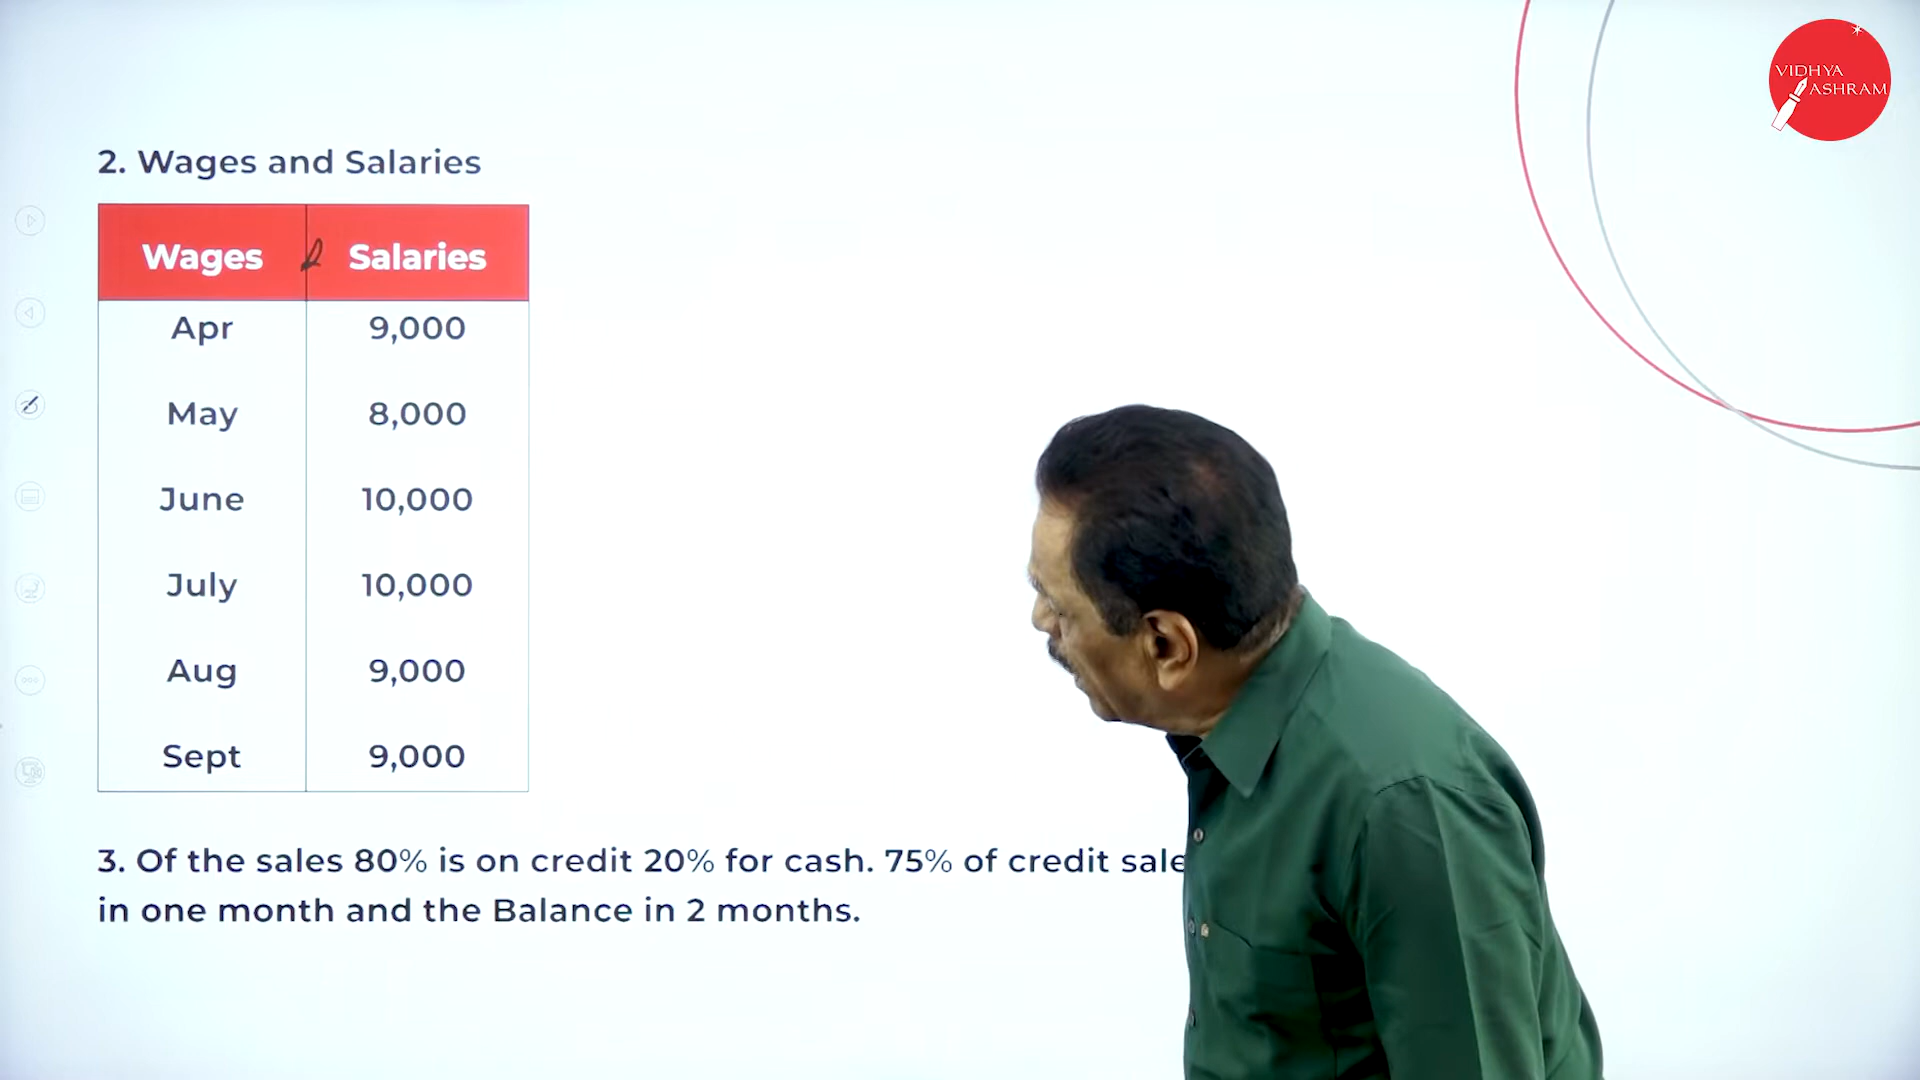 VIDHYA
ASHRAM
2. Wages and Salaries
Wages Salaries
Apr 9,000
May 8,000
June 10,000
July 10,000
Aug 9,000
Sept 9,000
3. Of the sales 80% is on credit 20% for cash. 75% of credit
in one month and the Balance in 2 months.